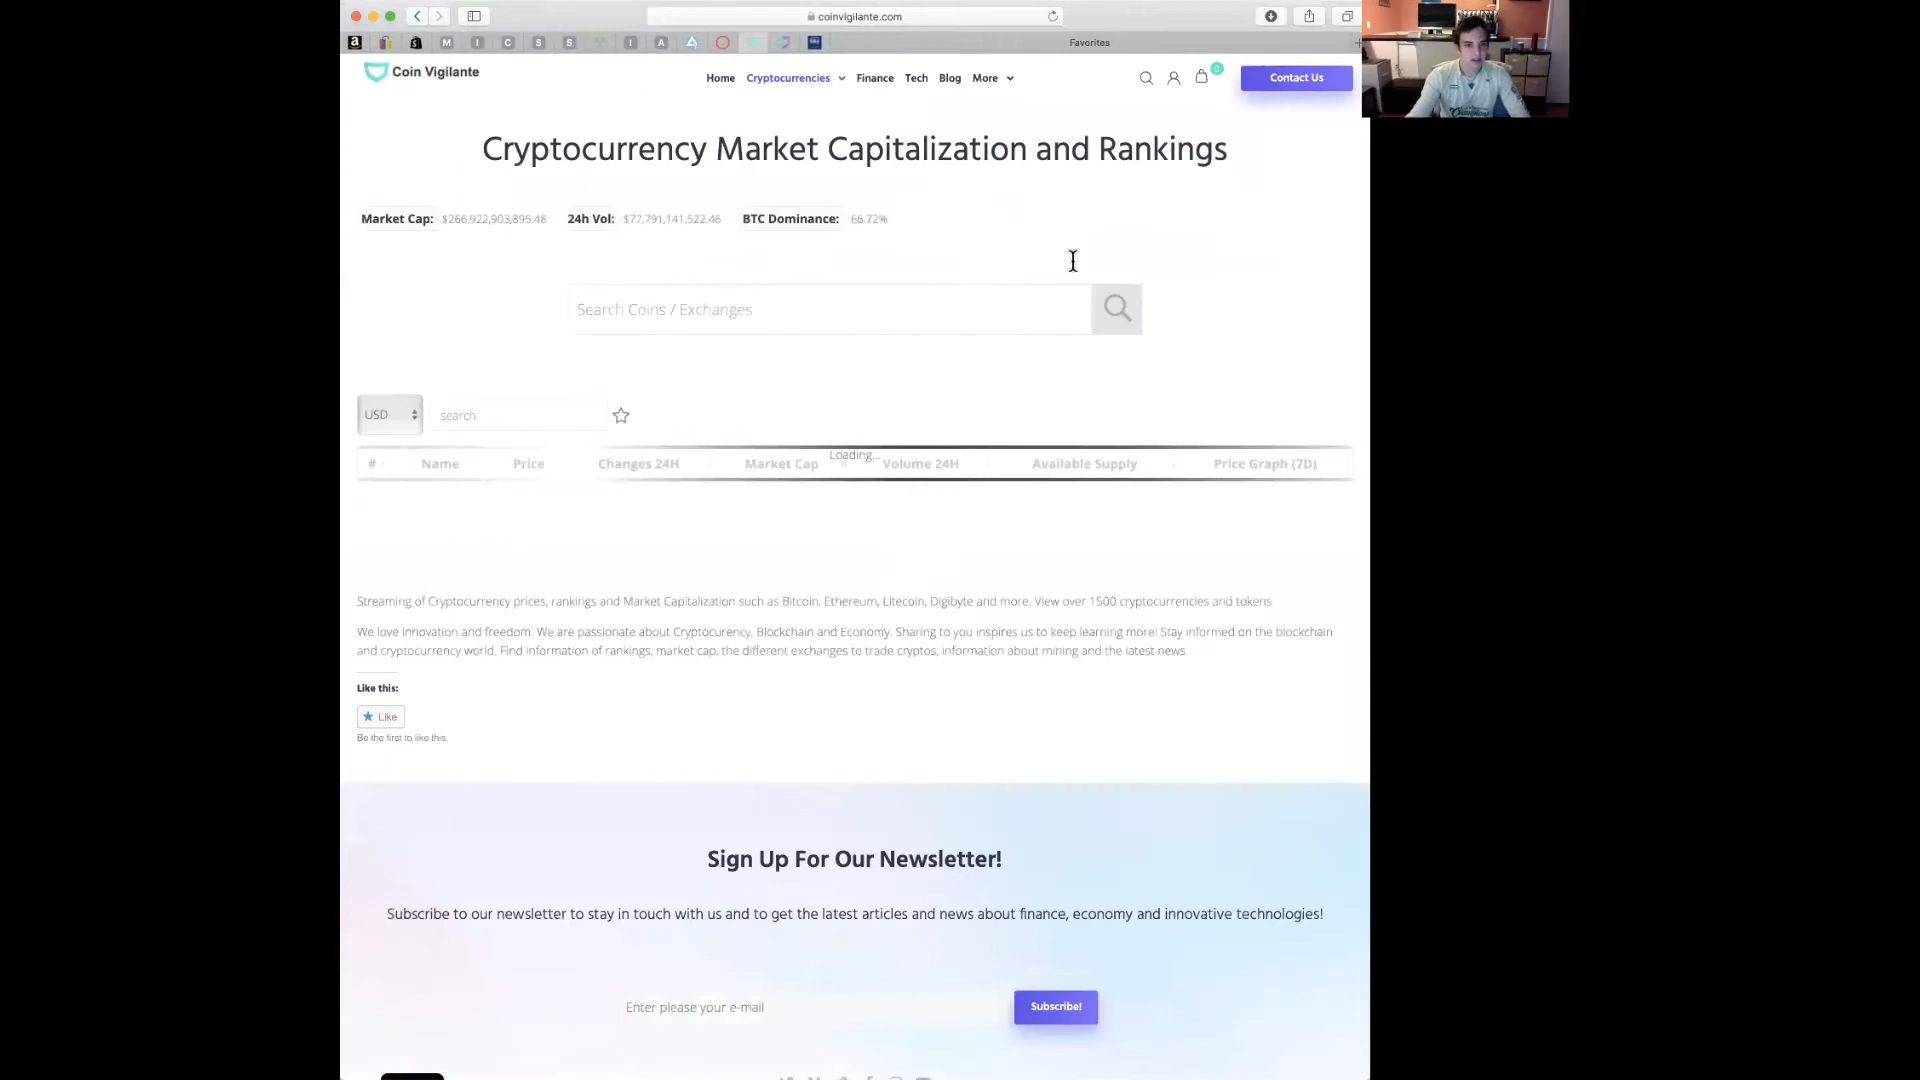 coinvigilante.com
Favorites
Coin Vigilante
Home Cryptocurrencies Finance Tech Blog More
0
Contact Us
Cryptocurrency Market Capitalization and Rankings
Market Cap: $266,922,903,895.48 24h Vol: $77,791,141,522.46 BTC Dominance: 66.72%
Search Coins / Exchanges
USD search
Loading...
# Name Price Changes 24H Market Cap # Volume 24H Available Supply Price Graph (7D)
Streaming of Cryptocurrency prices, rankings and Market Capitalization such as Bitcoin, Ethereum, Litecoin, Digibyte and more. View over 1500 cryptocurrencies and tokens
We love innovation and freedom. We are passionate about Cryptocurency, Blockchain and Economy. Sharing to you inspires us to keep learning more! Stay informed on the blockchain
and cryptocurrency world. Find information of rankings, market cap, the different exchanges to trade cryptos, information about mining and the latest news.
Like this:
Like
Be the first to like this.
Sign Up For Our Newsletter!
Subscribe to our newsletter to stay in touch with us and to get the latest articles and news about finance, economy and innovative technologies!
Enter please your e-mail
Subscribe!